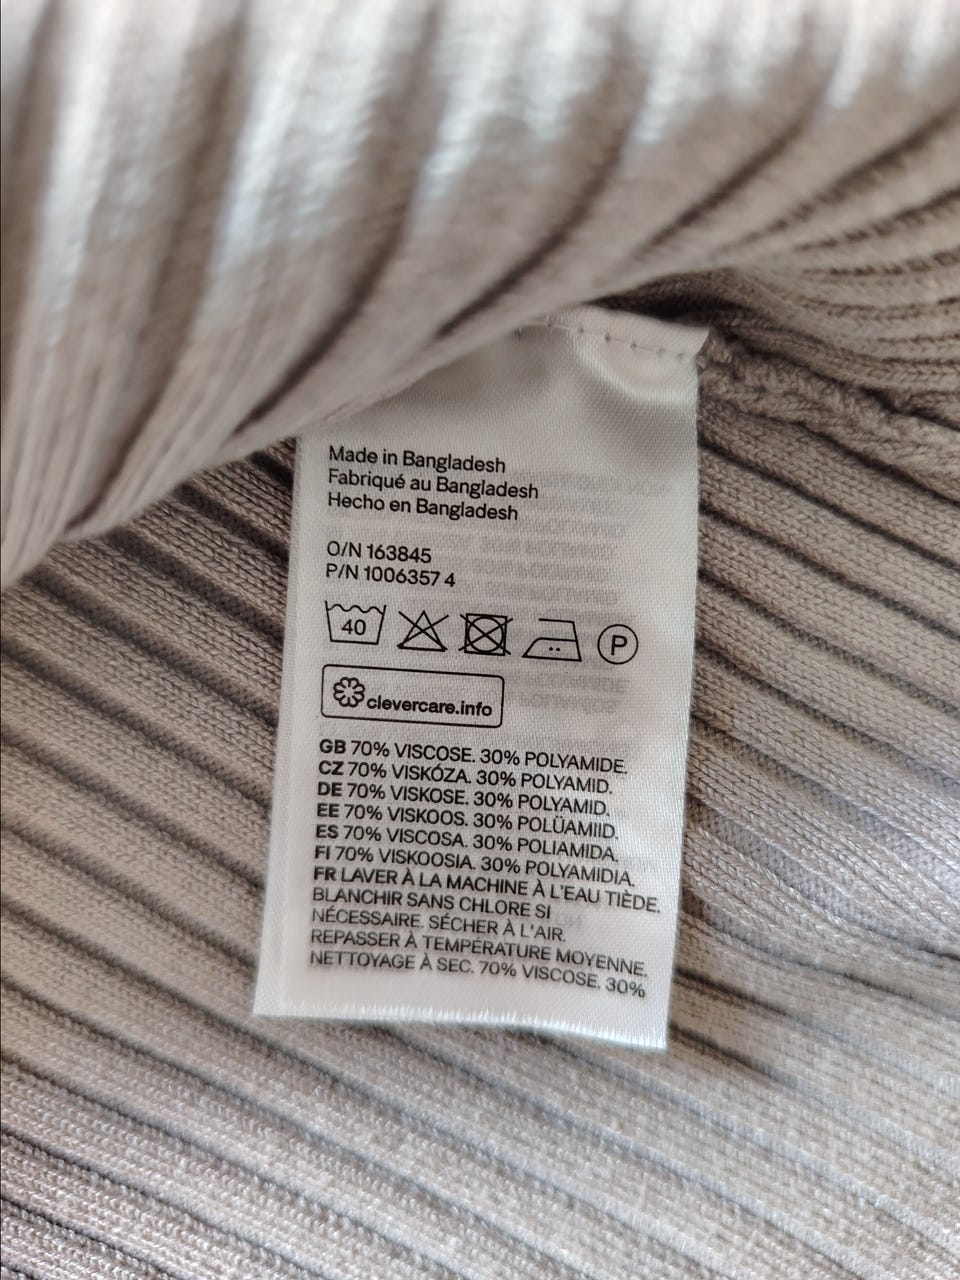 Made in Bangladesh
Fabriqué au Bangladesh
Hecho en Bangladesh
O/N 163845
P/N 1006357 4
40 P
clevercare.info
GB 70% VISCOSE. 30% POLYAMIDE.
CZ 70% VISKÓZA. 30% POLYAMID.
DE 70% VISKOSE. 30% POLYAMID.
EE 70% VISKOOS. 30% POLÜAMIID.
ES 70% VISCOSA. 30% POLIAMIDA.
FI 70% VISKOOSIA. 30% POLYAMIDIA.
FR LAVER À LA MACHINE À L'EAU TIÈDE.
BLANCHIR SANS CHLORE SI
NÉCESSAIRE. SÉCHER À L'AIR.
REPASSER À TEMPÉRATURE MOYENNE.
NETTOYAGE À SEC. 70% VISCOSE. 30%